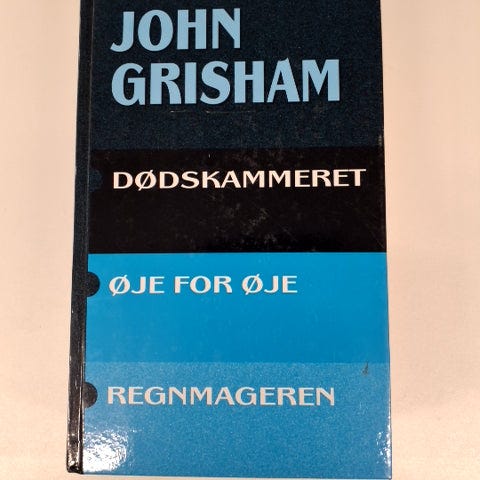 JOHN
GRISHAM
DØDSKAMMERET
ØJE FOR ØJE
REGNMAGEREN